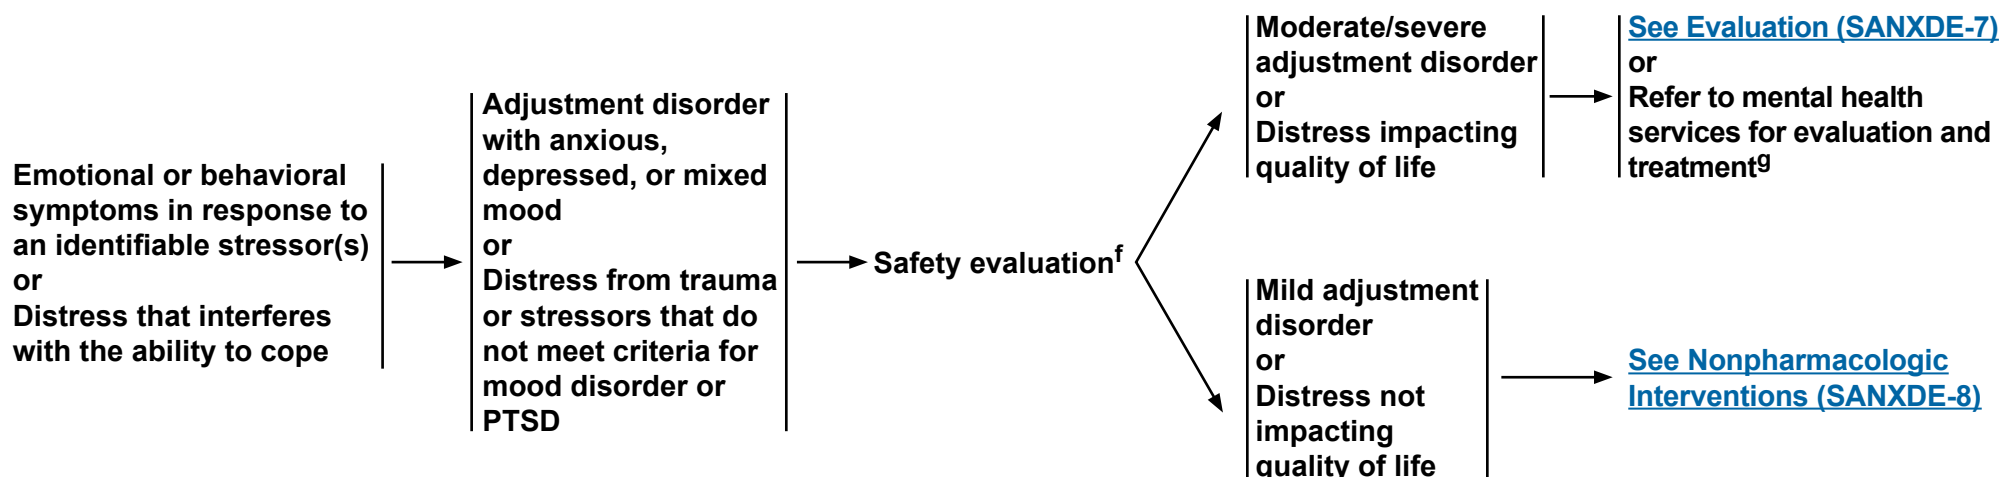 Emotional or behavioral
symptoms in response to
an identifiable stressor(s)
or
Distress that interferes
with the ability to cope
Adjustment disorder
with anxious,
depressed, or mixed
mood
or
Distress from trauma
or stressors that do
not meet criteria for
mood disorder or
PTSD
Safety evaluationf
Moderate/severe
adjustment disorder
or
Distress impacting
quality of life
See Evaluation (SANXDE-7)
or
Refer to mental health
services for evaluation and
treatmentg
Mild adjustment
disorder
or
Distress not
impacting
quality of life
See Nonpharmacologic
Interventions (SANXDE-8)